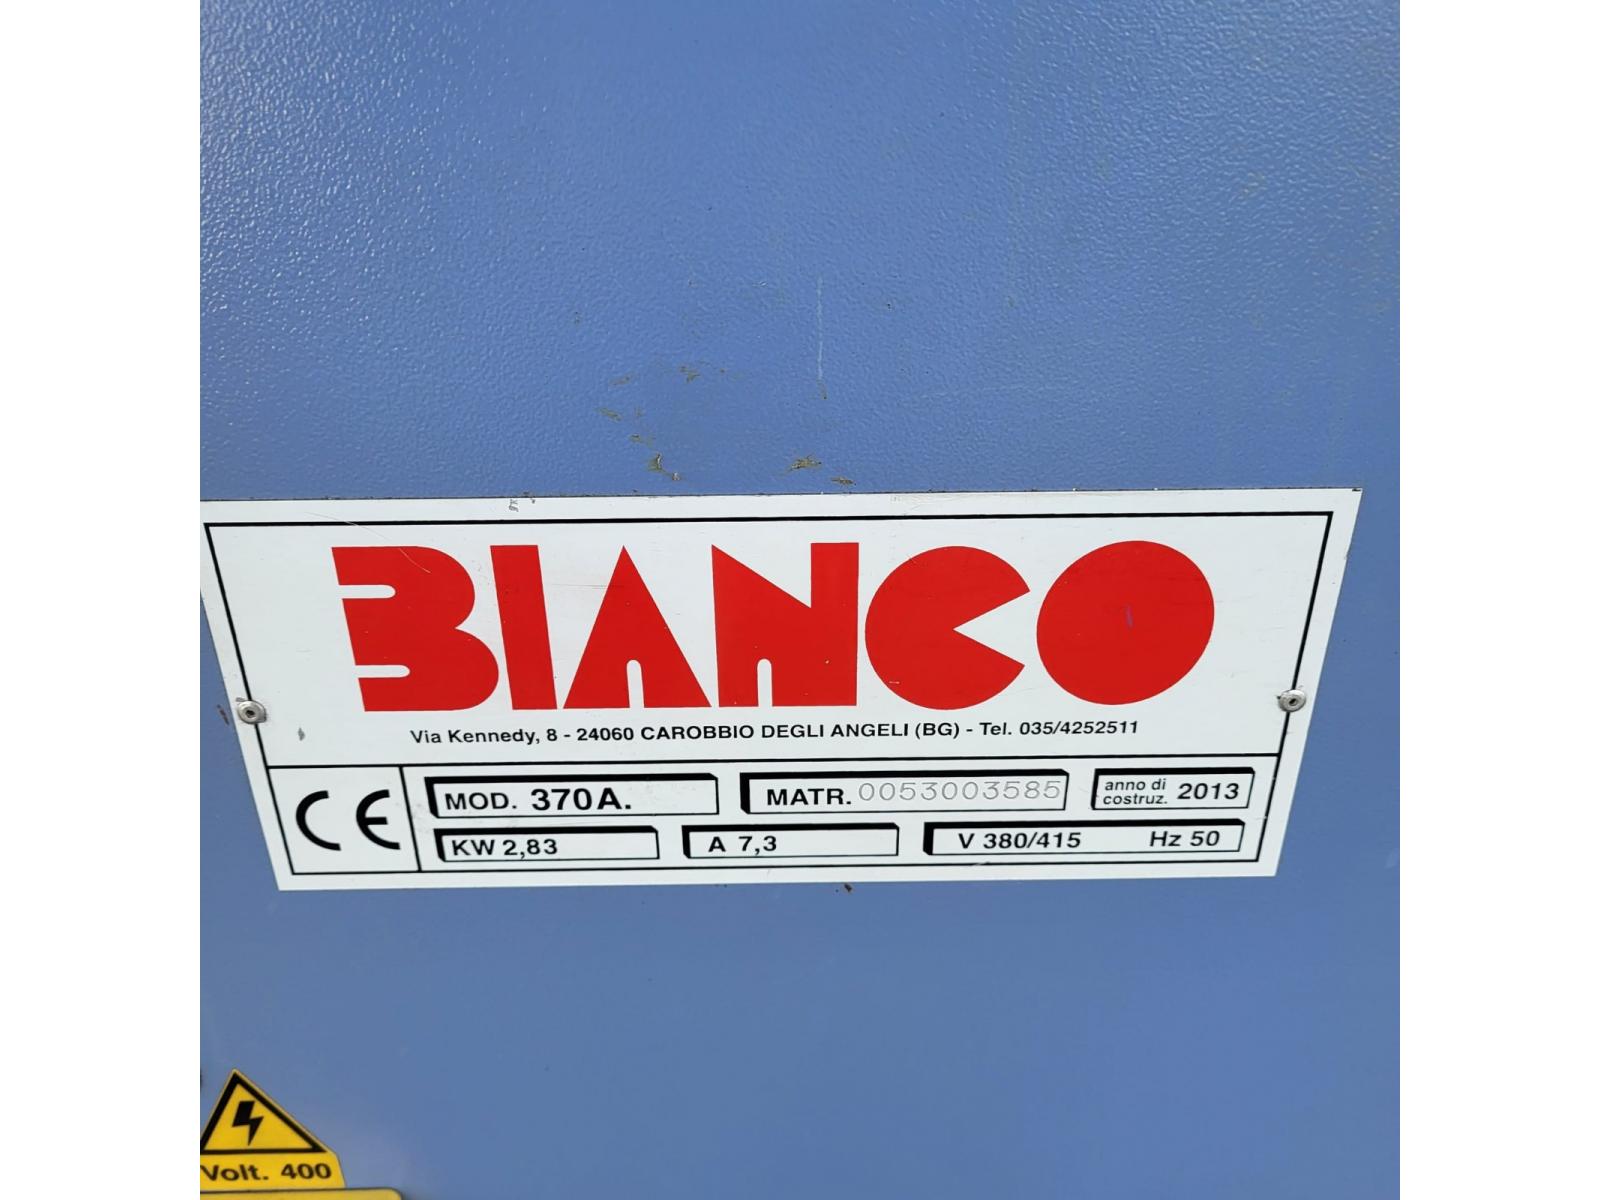 BIANCO
Via Kennedy, 8 - 24060 CAROBBIO DEGLI ANGELI (BG) - Tel. 035/4252511
CE
MOD. 370A.
MATR. 0053003585
anno di costruz. 2013
KW 2,83
A 7,3
V 380/415 Hz 50
Volt. 400